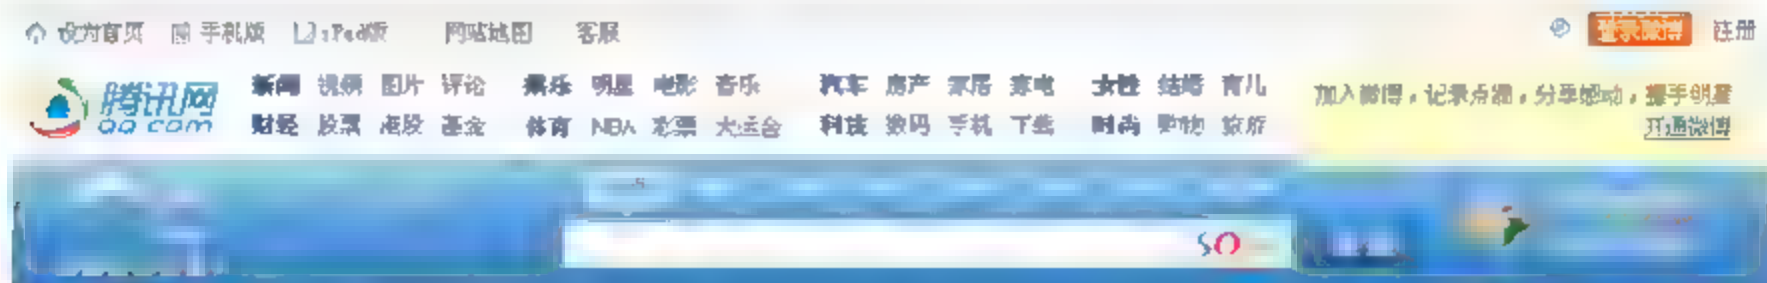 设为首页 手机版 iPad版 网站地图 客服 登录微博 注册
腾讯网
QQ.com
新闻 视频 图片 评论 娱乐 明星 电影 音乐 汽车 房产 家居 家电 女性 结婚 育儿
财经 股票 港股 基金 体育 NBA 彩票 大运会 科技 数码 手机 下载 时尚 购物 旅游
加入微博，记录点滴，分享感动，握手明星
开通微博
SO